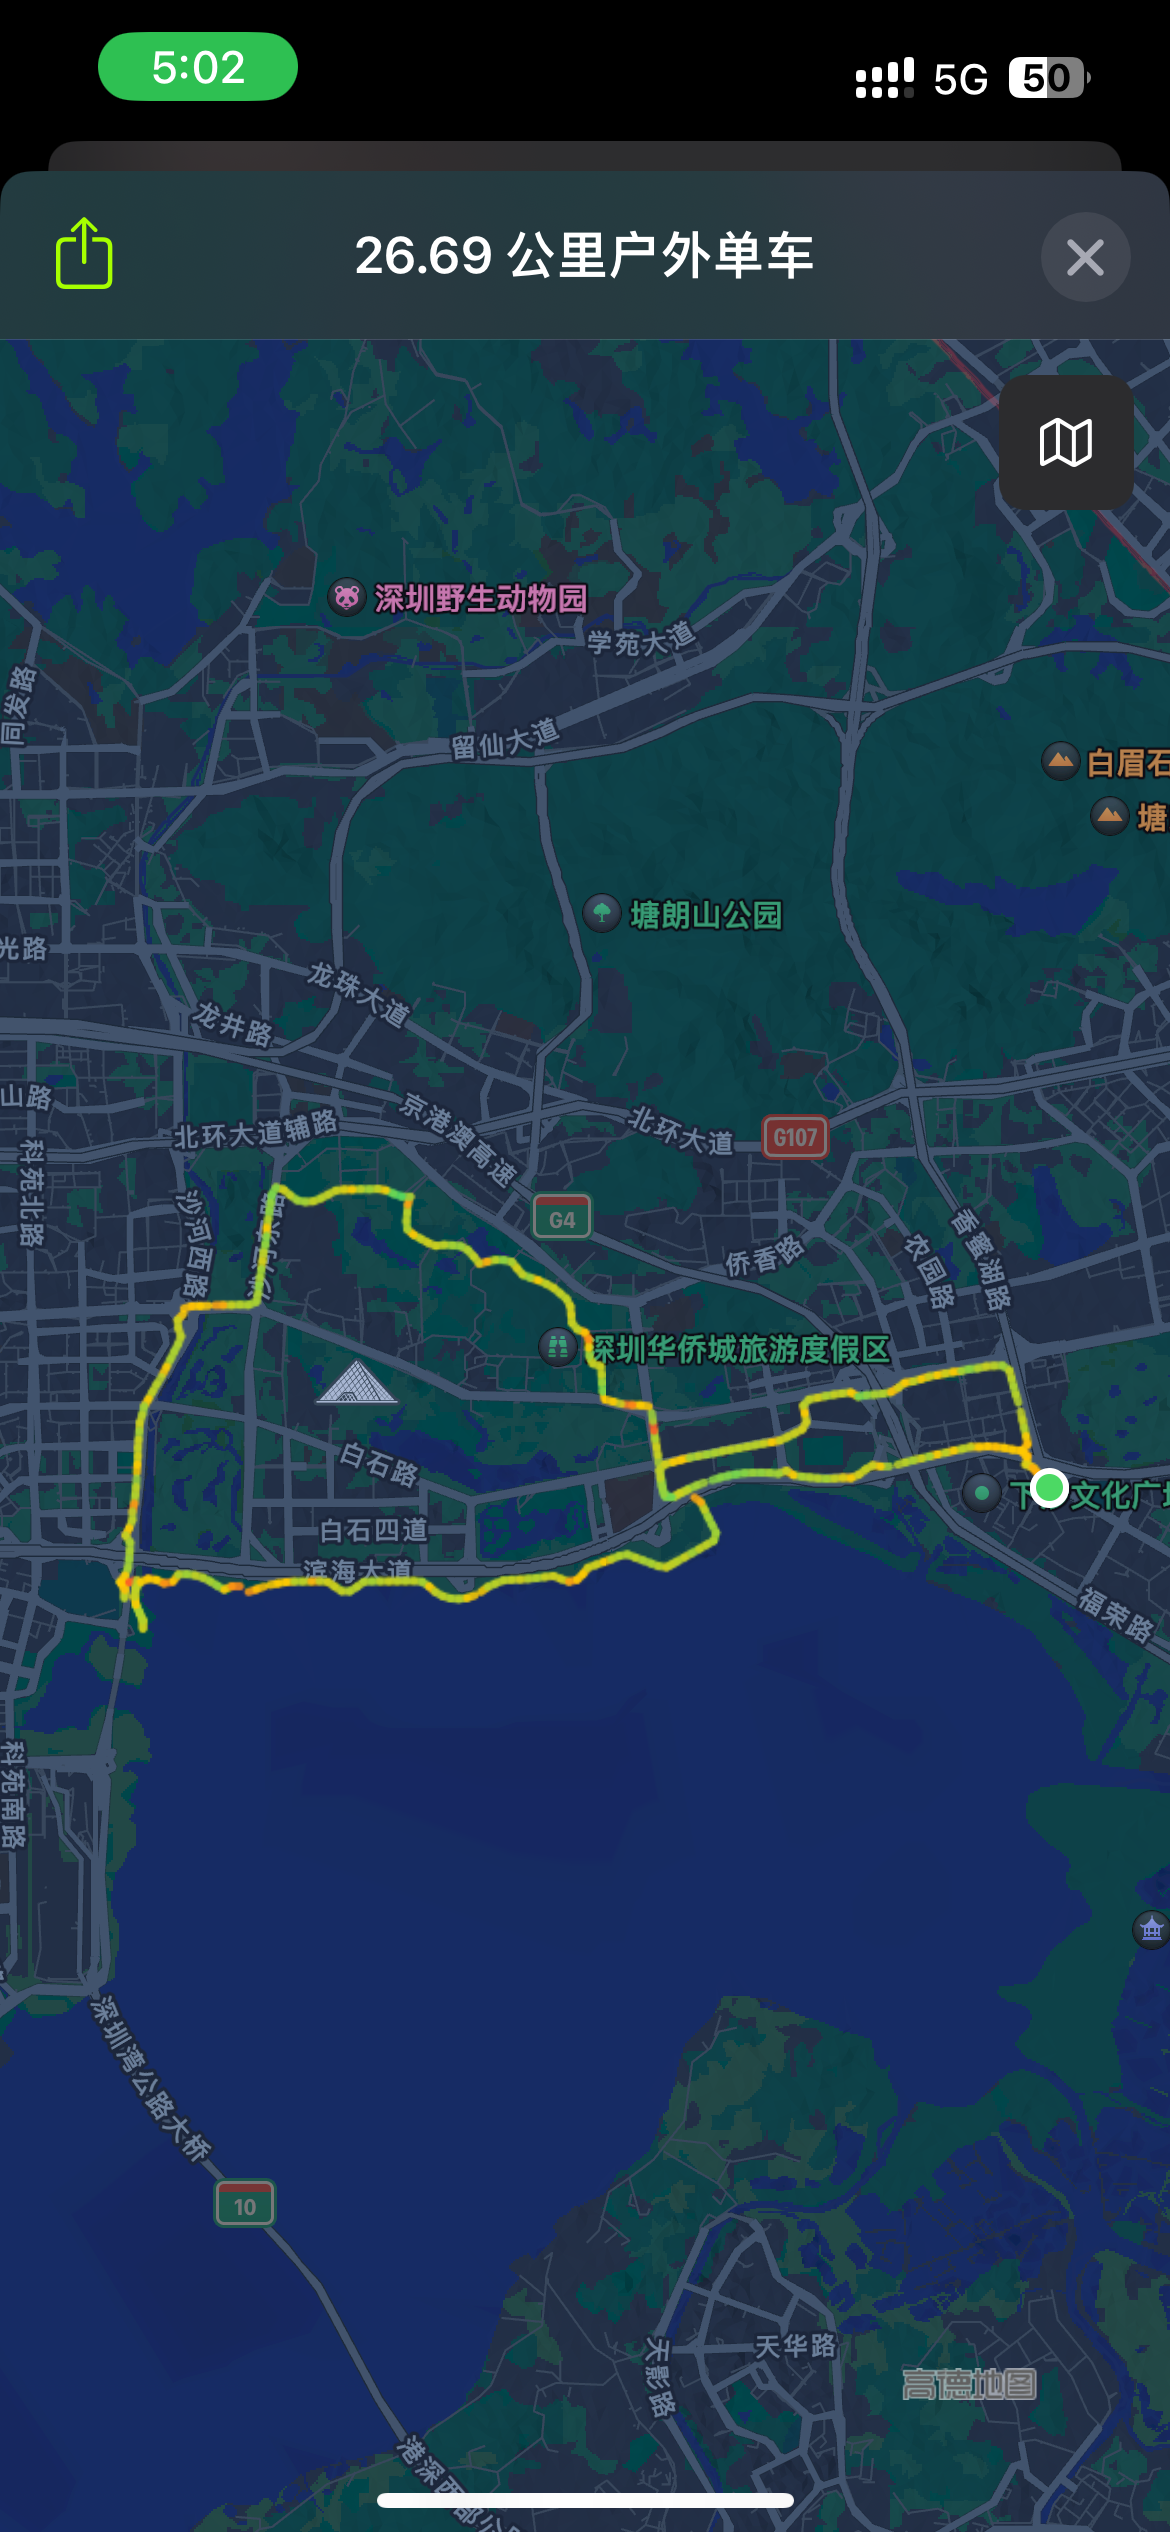 5:02
5G
50
26.69 公里户外单车
深圳野生动物园
学苑大道
同发路
留仙大道
白眉石
塘
塘朗山公园
光路
龙珠大道
龙井路
山路
京港澳高速
北环大道辅路
北环大道
G107
科苑北路
沙河西路
G4
香蜜湖路
侨香路
农园路
深圳华侨城旅游度假区
白石路
文化广
白石四道
滨海大道
福荣路
科苑南路
深圳湾公路大桥
10
天华路
天影路
高德地图
港深西部公